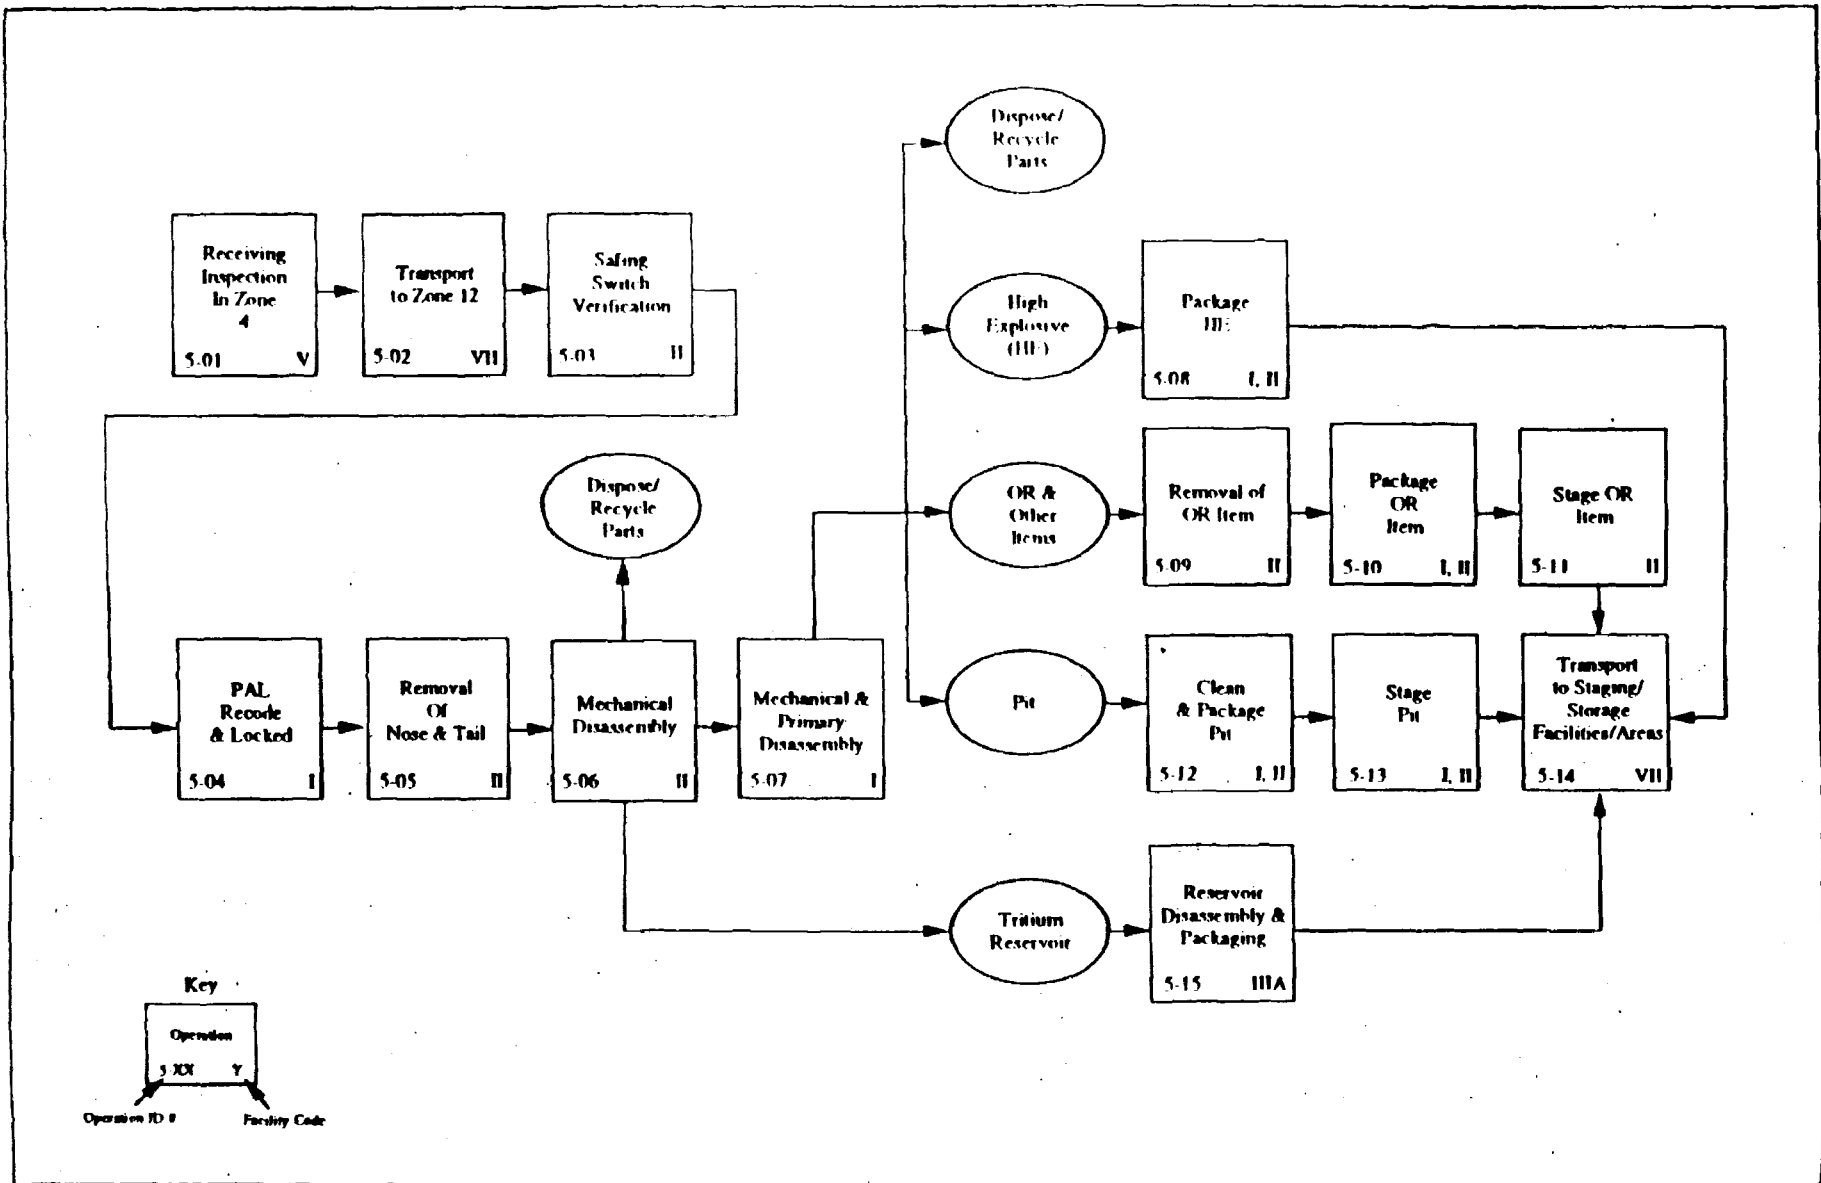 Dispose/
Recycle
Parts
Receiving
Inspection
In Zone
4
5-01 V
Transport
to Zone 12
5-02 VII
Safing
Switch
Verification
5-03 II
High
Explosive
(HE)
Package
HE
5-08 I, II
Dispose/
Recycle
Parts
OR &
Other
Items
Removal of
OR Item
5-09 II
Package
OR
Item
5-10 I, II
Stage OR
Item
5-11 II
PAL
Recode
& Locked
5-04 I
Removal
Of
Nose & Tail
5-05 II
Mechanical
Disassembly
5-06 II
Mechanical &
Primary
Disassembly
5-07 I
Pit
Clean
& Package
Pit
5-12 I, II
Stage
Pit
5-13 I, II
Transport
to Staging/
Storage
Facilities/Areas
5-14 VII
Tritium
Reservoir
Reservoir
Disassembly &
Packaging
5-15 IIIA
Key
Operation
5-XX Y
Operation ID #
Facility Code